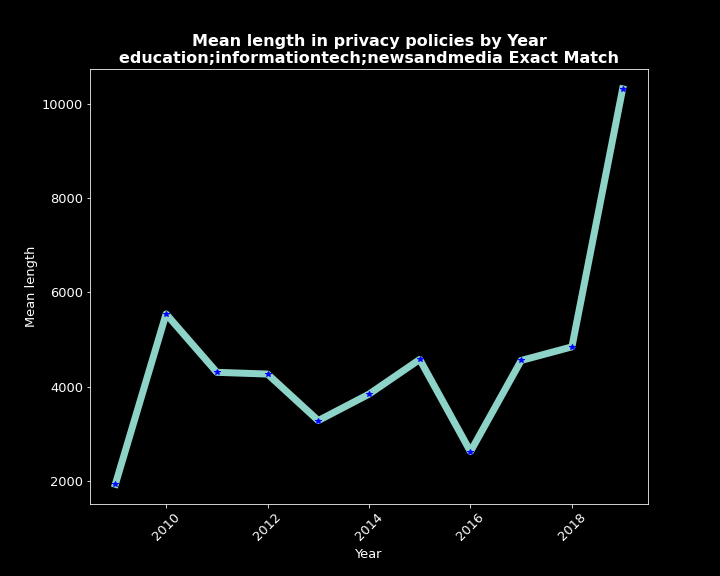 Mean length in privacy policies by Year
education;informationtech;newsandmedia Exact Match
10000
8000
6000
4000
2000
Mean length
2010
2012
2014
2016
2018
Year